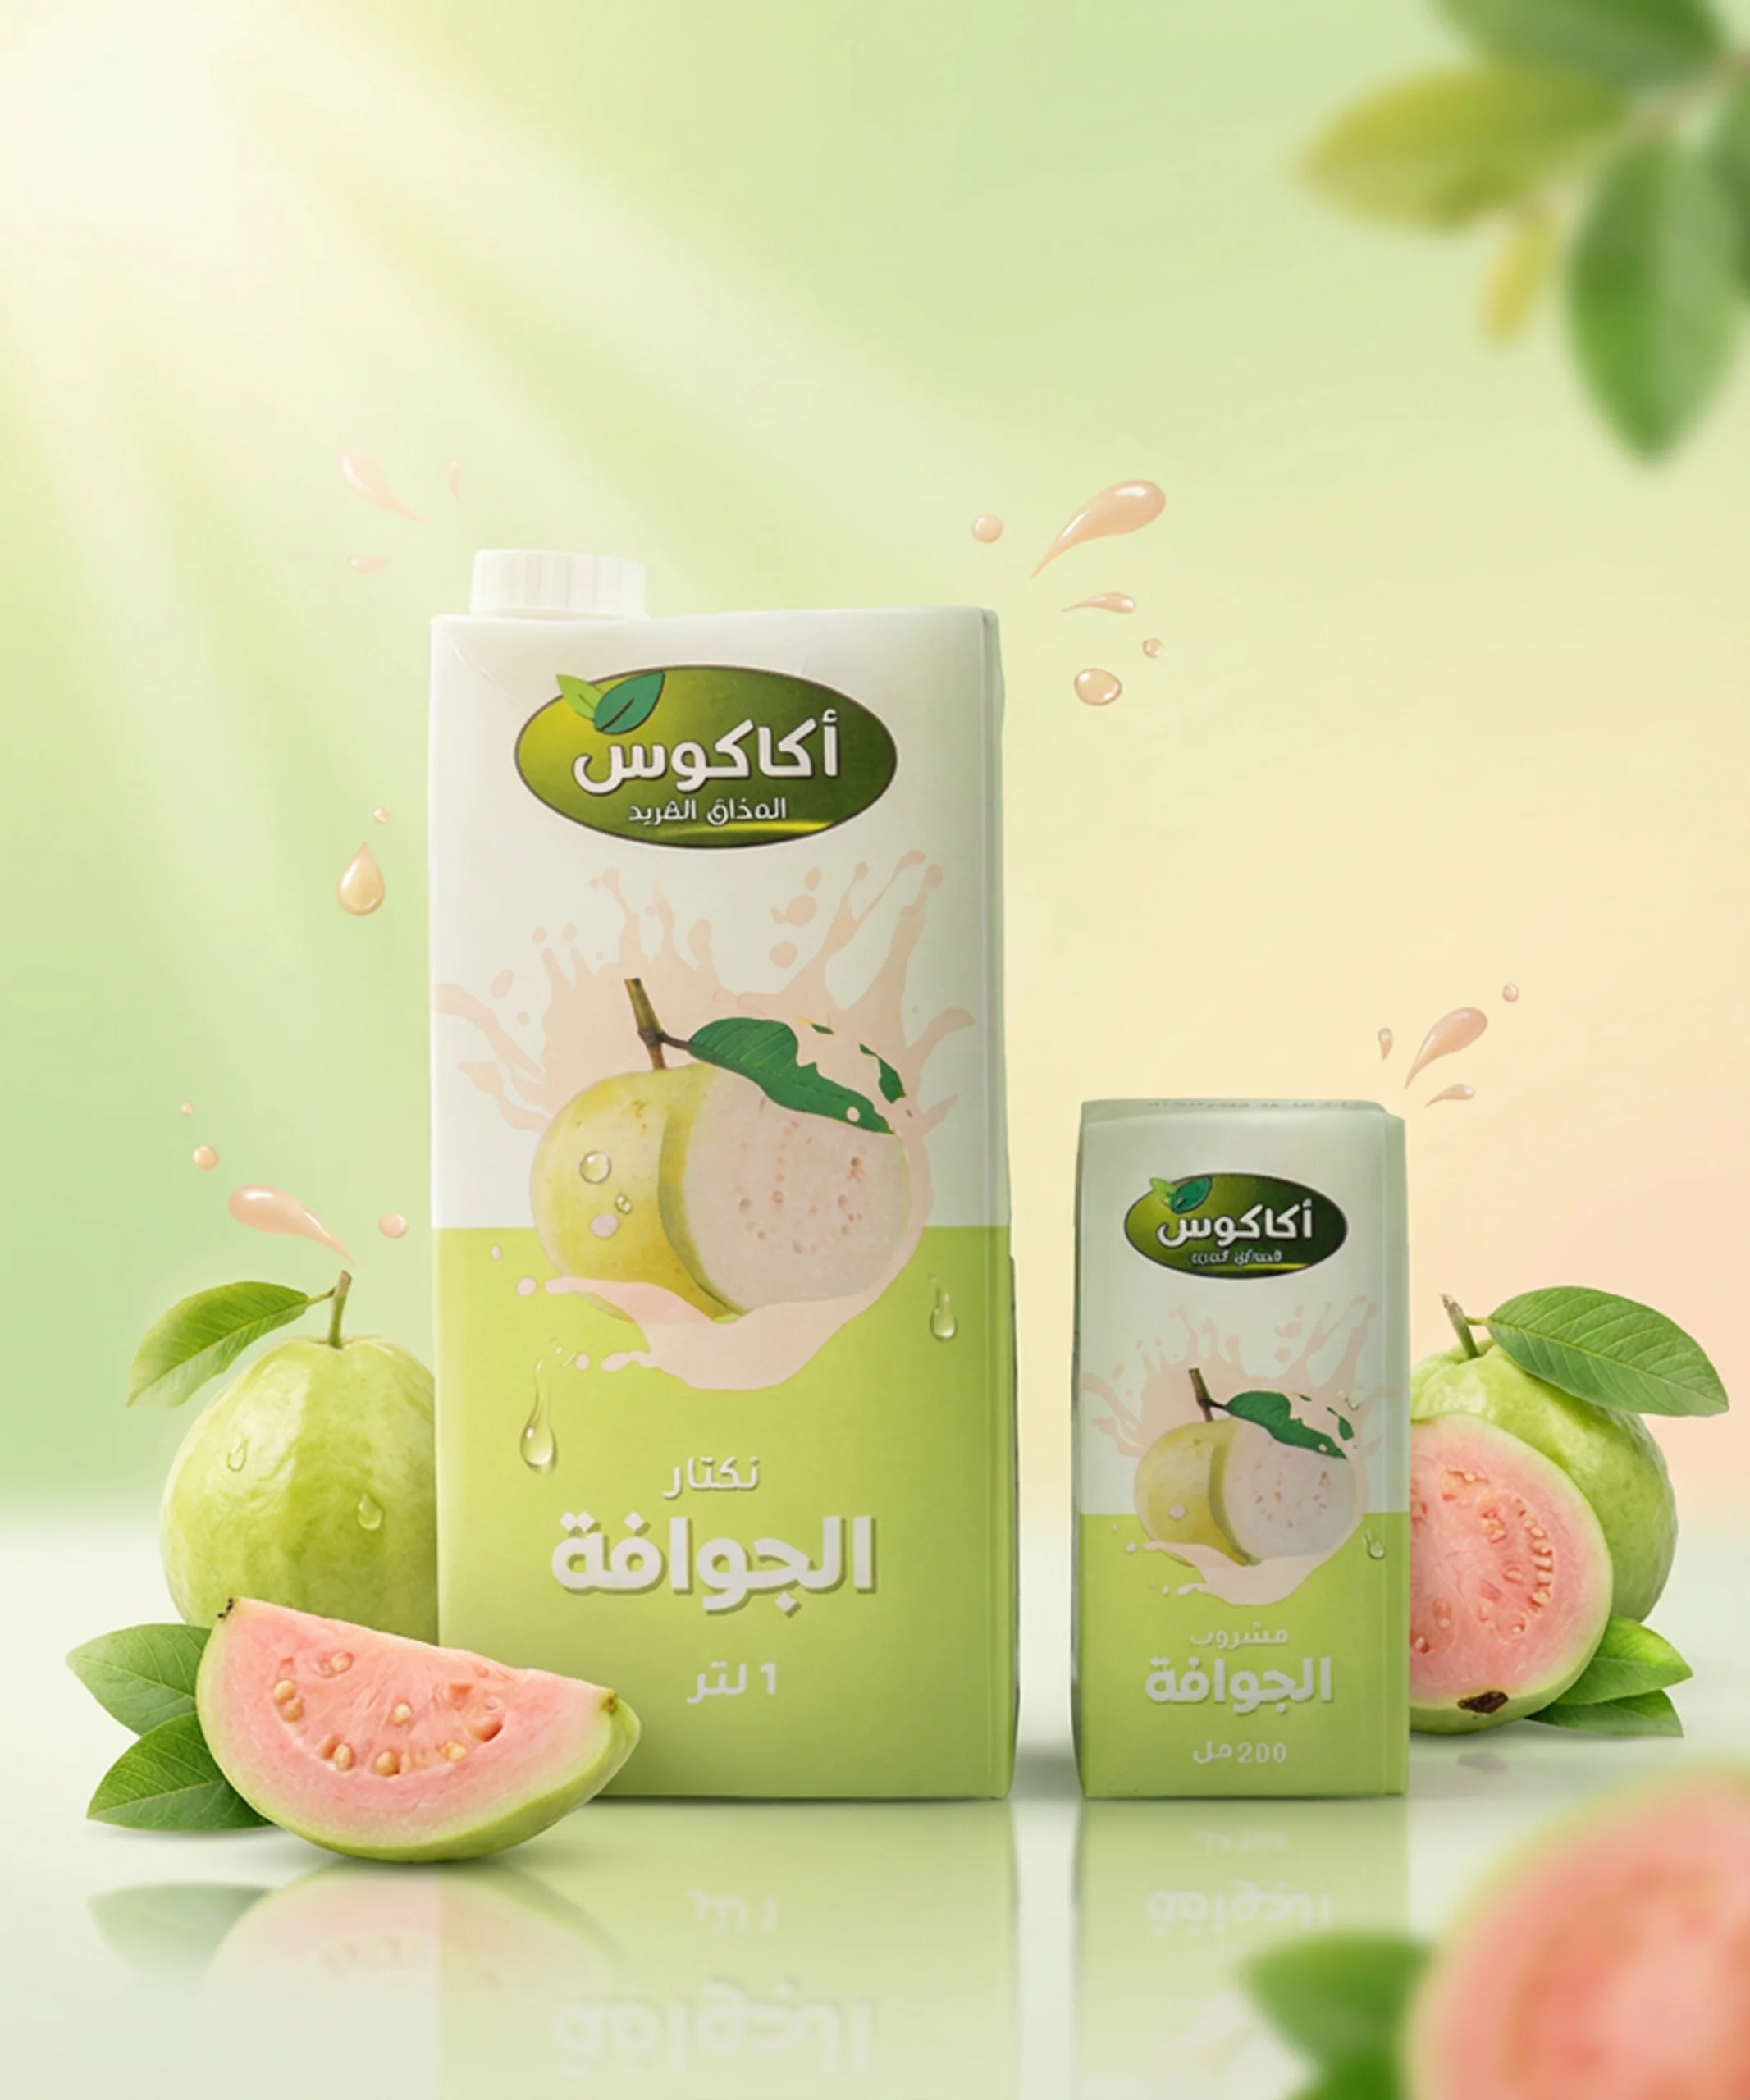 أكاكوس
المذاق الفريد
نكتار
الجوافة
1 لتر
أكاكوس
مشروب
الجوافة
200 مل